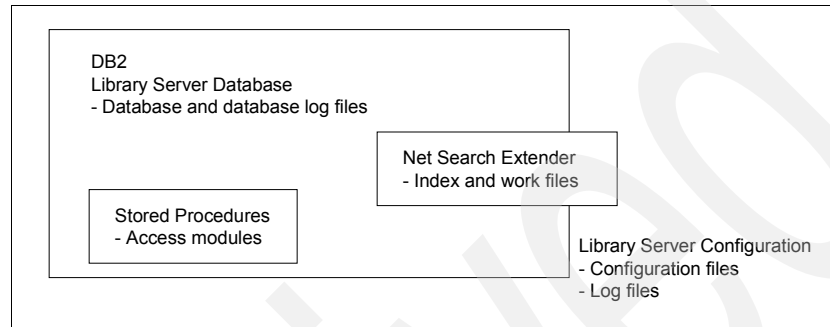 DB2
Library Server Database
- Database and database log files
Net Search Extender
- Index and work files
Stored Procedures
- Access modules
Library Server Configuration
- Configuration files
- Log files